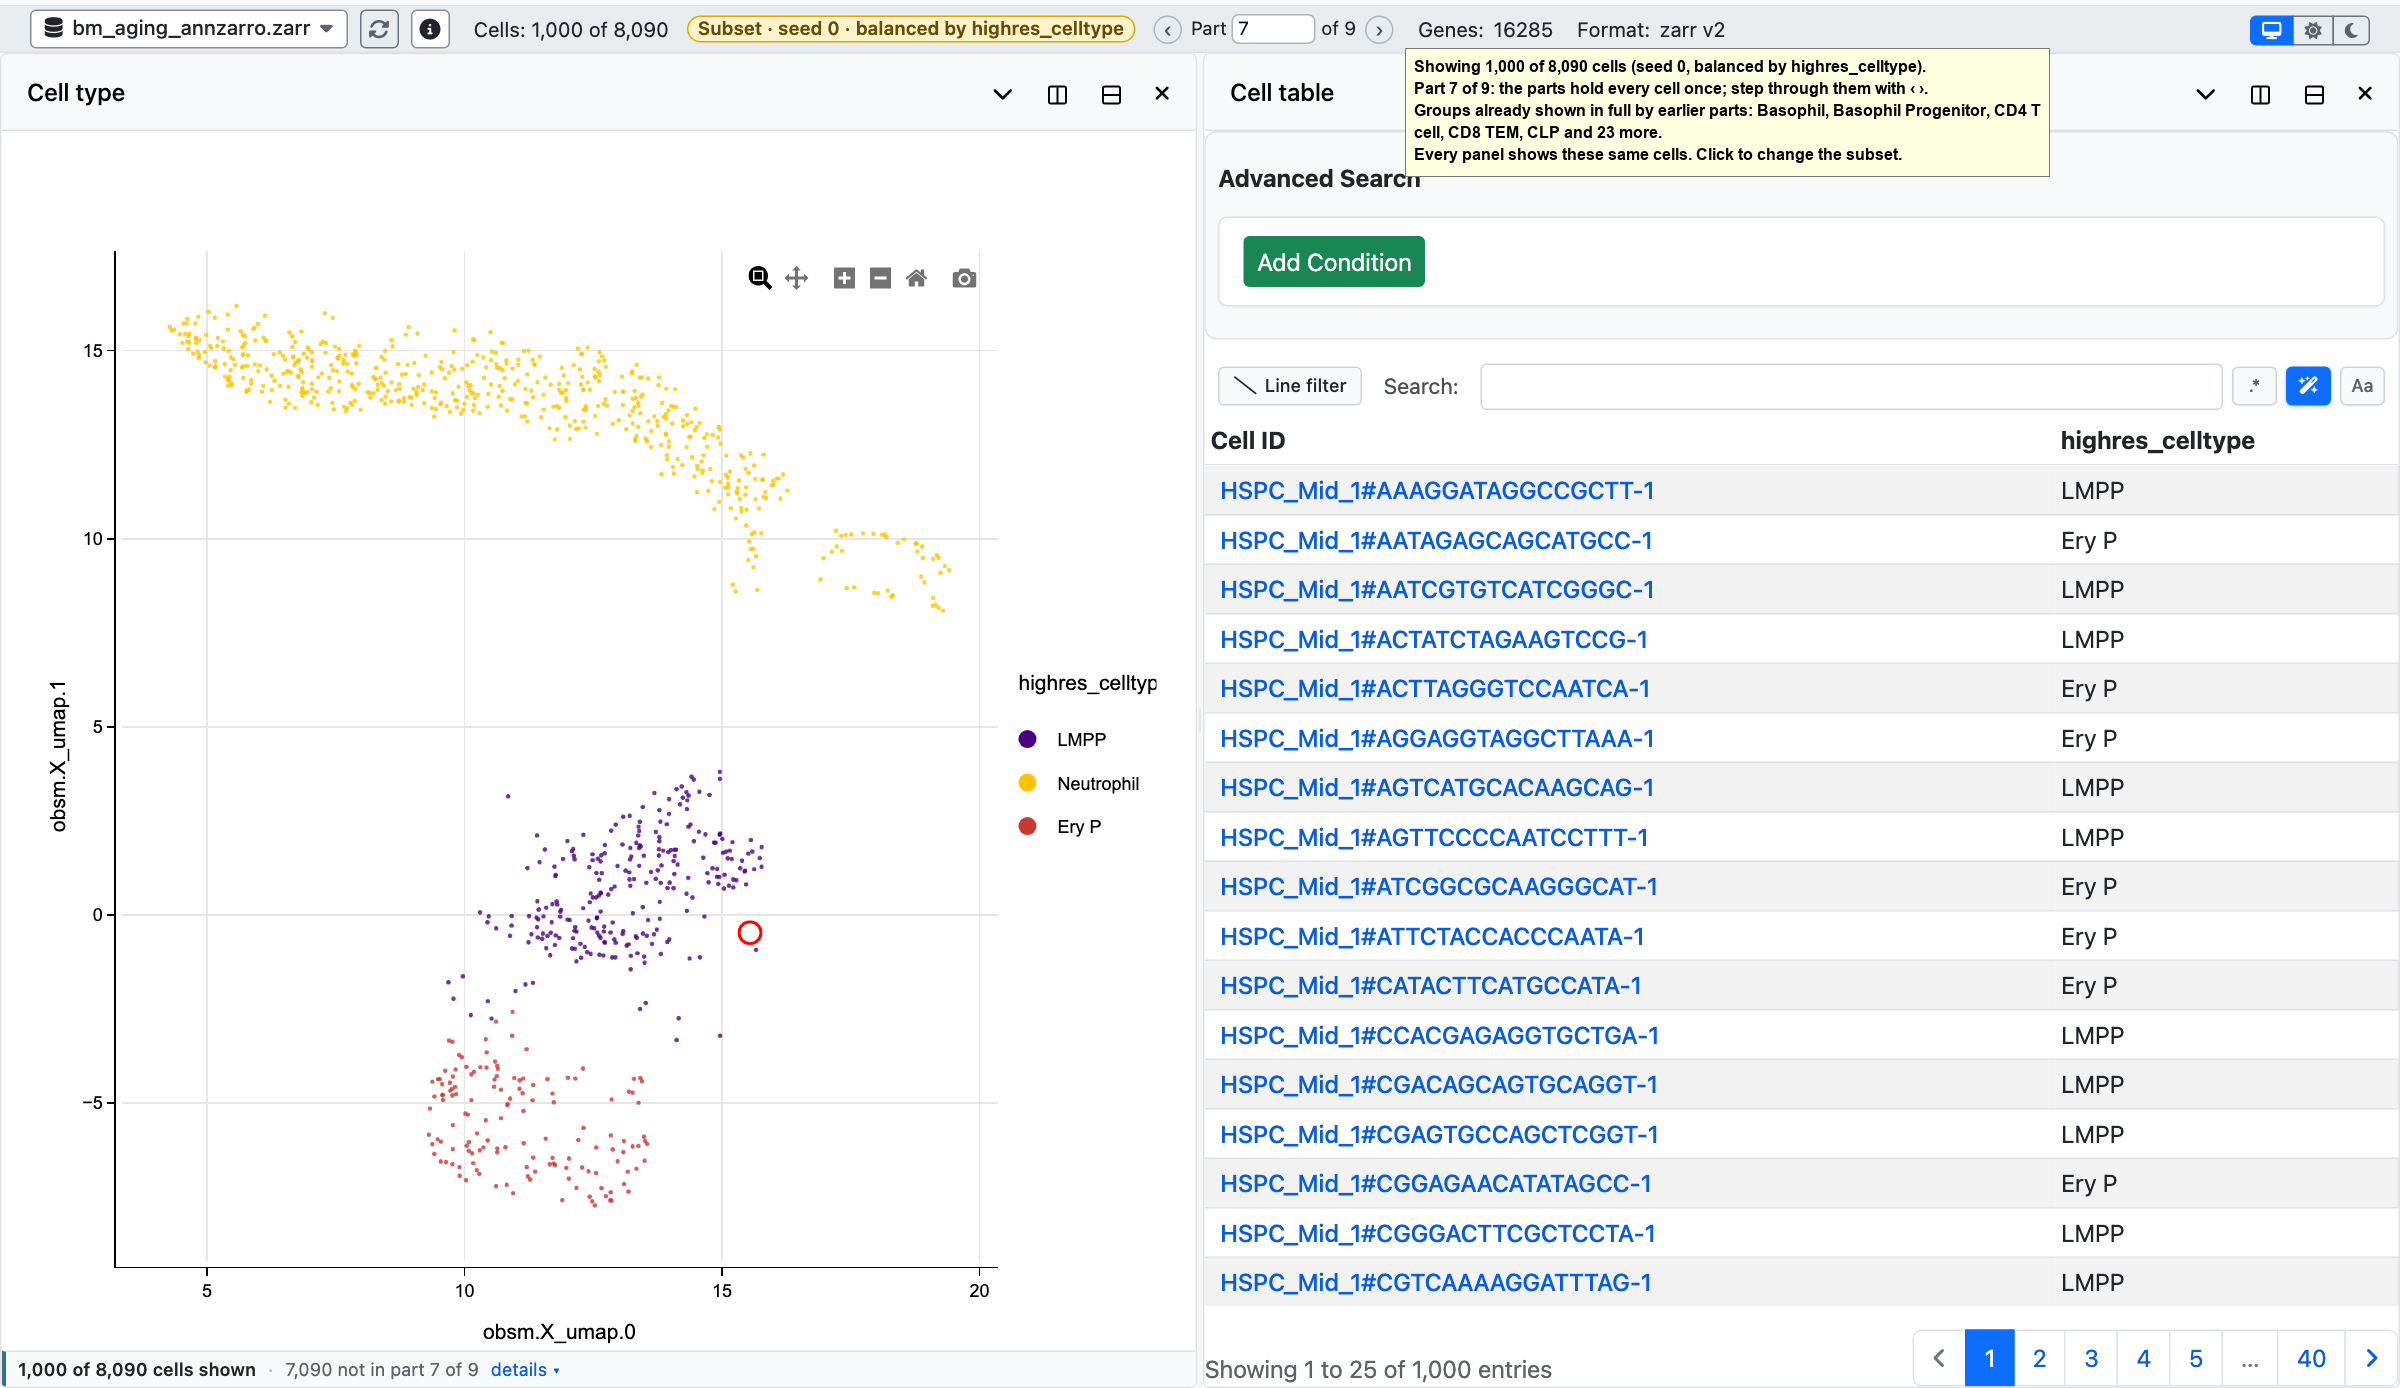 bm_aging_annzarro.zarr
Cells: 1,000 of 8,090
Subset · seed 0 · balanced by highres_celltype
‹ Part 7 of 9 ›
Genes: 16285
Format: zarr v2
Showing 1,000 of 8,090 cells (seed 0, balanced by highres_celltype).
Part 7 of 9: the parts hold every cell once; step through them with ‹ ›.
Groups already shown in full by earlier parts: Basophil, Basophil Progenitor, CD4 T
cell, CD8 TEM, CLP and 23 more.
Every panel shows these same cells. Click to change the subset.
Cell type
15
10
5
0
−5
5
10
15
20
obsm.X_umap.1
obsm.X_umap.0
highres_celltyp
LMPP
Neutrophil
Ery P
1,000 of 8,090 cells shown · 7,090 not in part 7 of 9 details ▾
Cell table
Advanced Search
Add Condition
Line filter
Search:
.*
Aa
Cell ID highres_celltype
HSPC_Mid_1#AAAGGATAGGCCGCTT-1 LMPP
HSPC_Mid_1#AATAGAGCAGCATGCC-1 Ery P
HSPC_Mid_1#AATCGTGTCATCGGGC-1 LMPP
HSPC_Mid_1#ACTATCTAGAAGTCCG-1 LMPP
HSPC_Mid_1#ACTTAGGGTCCAATCA-1 Ery P
HSPC_Mid_1#AGGAGGTAGGCTTAAA-1 Ery P
HSPC_Mid_1#AGTCATGCACAAGCAG-1 LMPP
HSPC_Mid_1#AGTTCCCCAATCCTTT-1 LMPP
HSPC_Mid_1#ATCGGCGCAAGGGCAT-1 Ery P
HSPC_Mid_1#ATTCTACCACCCAATA-1 Ery P
HSPC_Mid_1#CATACTTCATGCCATA-1 Ery P
HSPC_Mid_1#CCACGAGAGGTGCTGA-1 LMPP
HSPC_Mid_1#CGACAGCAGTGCAGGT-1 LMPP
HSPC_Mid_1#CGAGTGCCAGCTCGGT-1 LMPP
HSPC_Mid_1#CGGAGAACATATAGCC-1 Ery P
HSPC_Mid_1#CGGGACTTCGCTCCTA-1 LMPP
HSPC_Mid_1#CGTCAAAAGGATTTAG-1 LMPP
Showing 1 to 25 of 1,000 entries
‹ 1 2 3 4 5 ... 40 ›